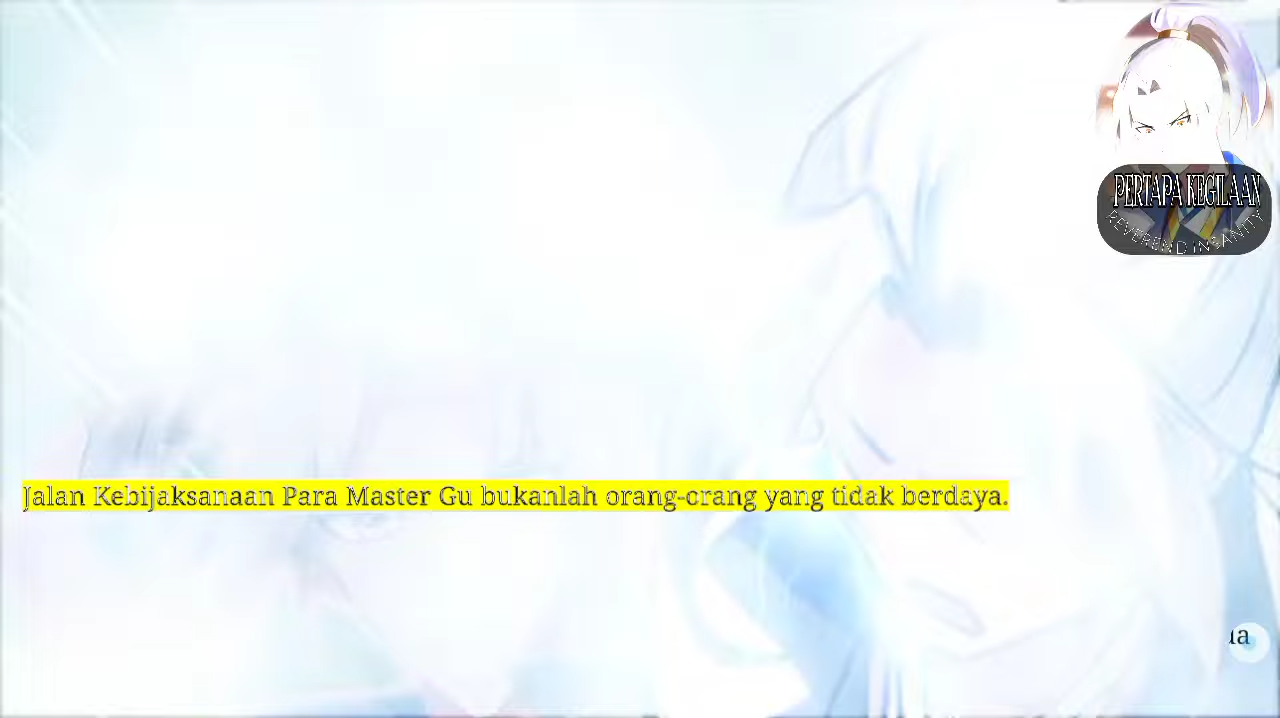 PERTAPA KEGILAAN
REVEREND INSANITY
Jalan Kebijaksanaan Para Master Gu bukanlah orang-orang yang tidak berdaya.